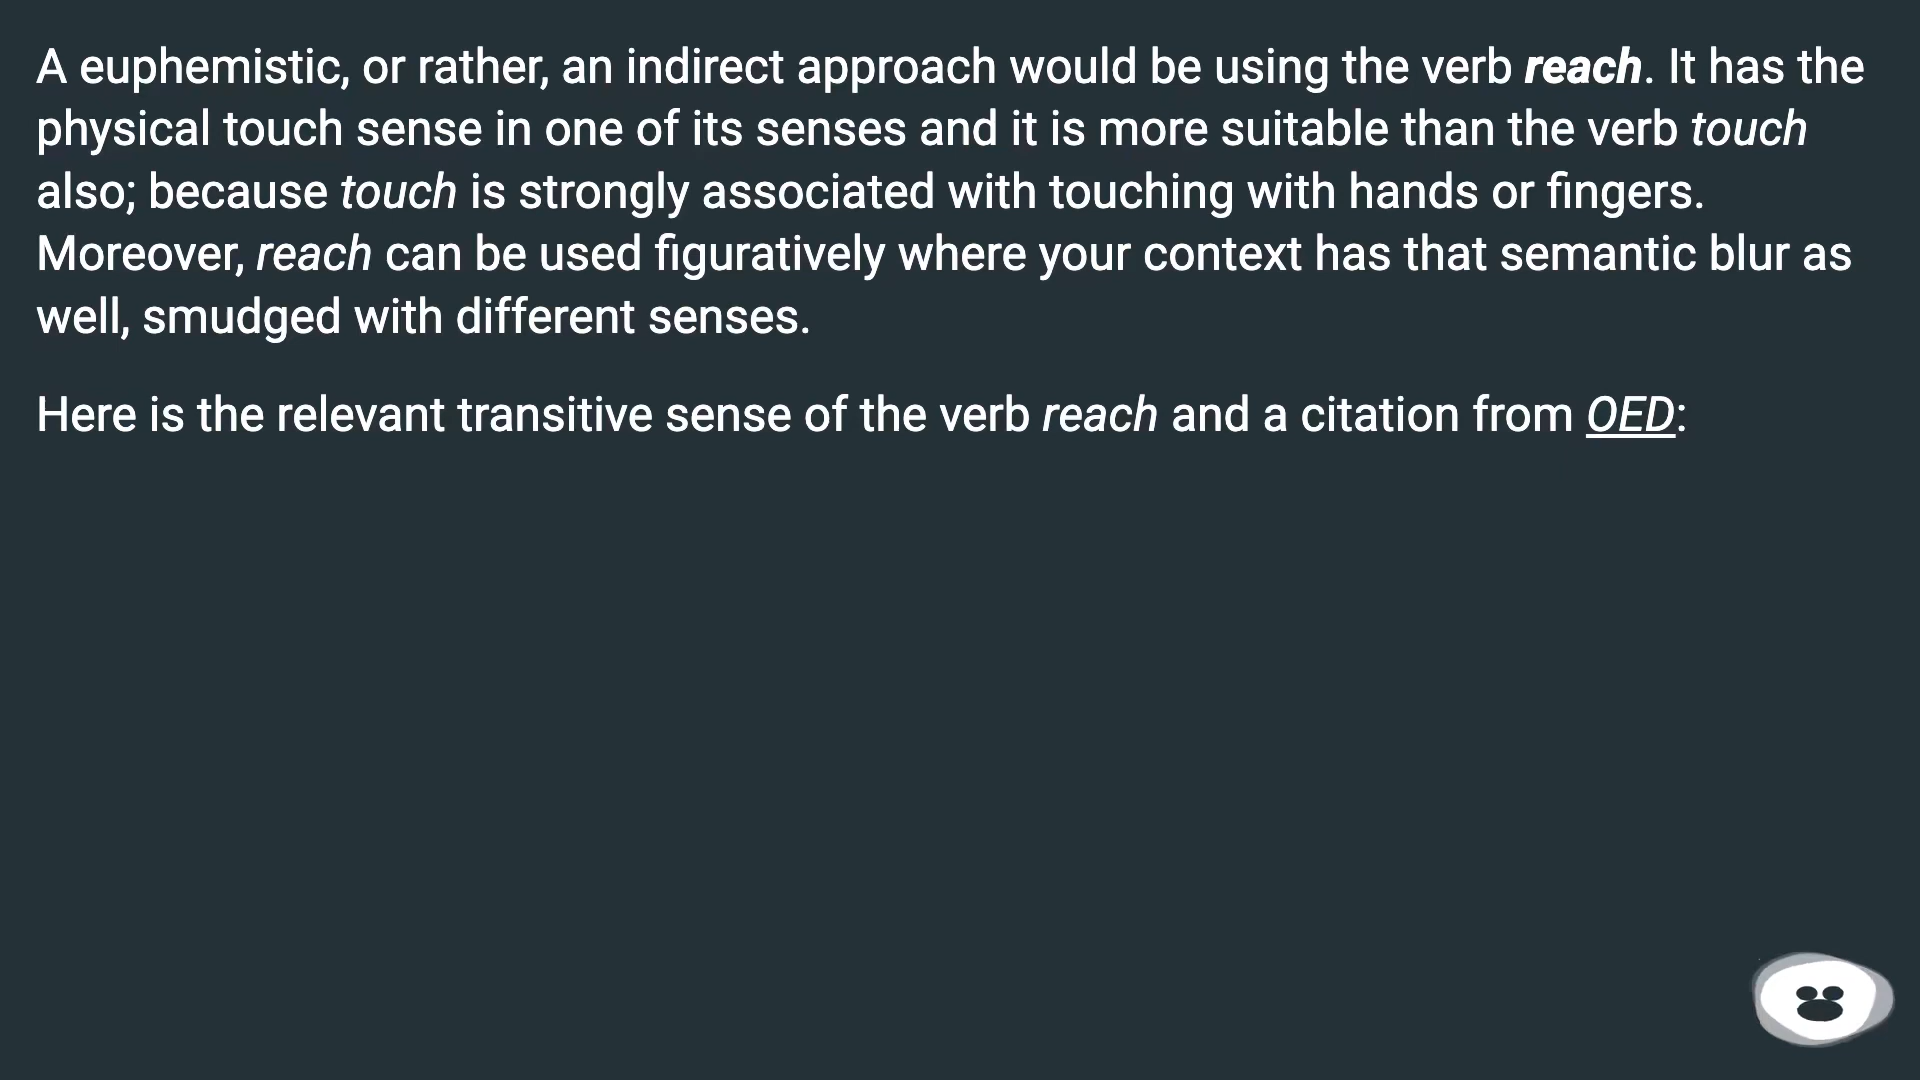 A euphemistic, or rather, an indirect approach would be using the verb reach. It has the
physical touch sense in one of its senses and it is more suitable than the verb touch
also; because touch is strongly associated with touching with hands or fingers.
Moreover, reach can be used figuratively where your context has that semantic blur as
well, smudged with different senses.
Here is the relevant transitive sense of the verb reach and a citation from OED: